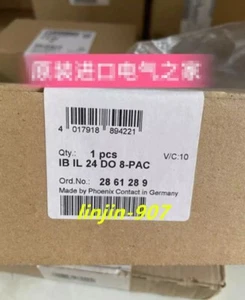 原装进口电气之家
4 017918 894221
Qty.: 1 pcs V/C:10
IB IL 24 DO 8-PAC
Ord.No.: 28 61 28 9
Made by Phoenix Contact in Germany
linjin-907